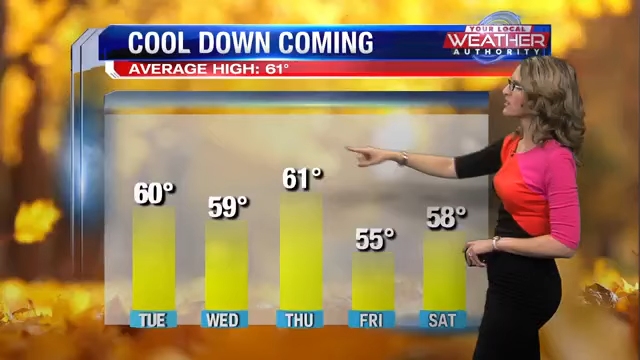 COOL DOWN COMING
YOUR LOCAL
WEATHER
AUTHORITY
AVERAGE HIGH: 61°
60°
59°
61°
55°
58°
TUE
WED
THU
FRI
SAT